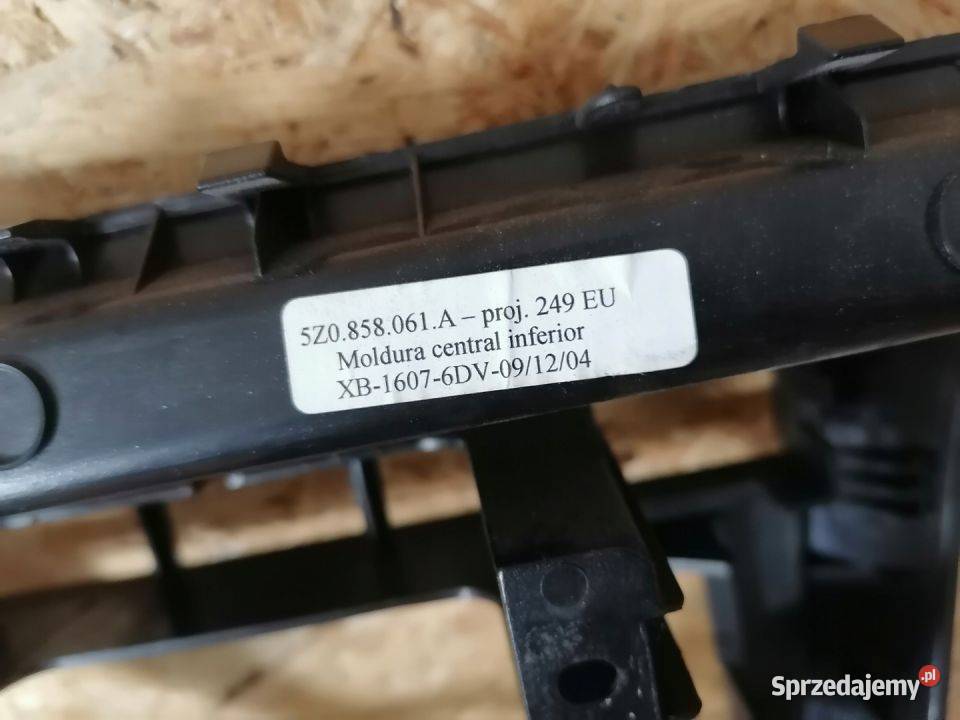 5Z0.858.061.A – proj. 249 EU
Moldura central inferior
XB-1607-6DV-09/12/04
Sprzedajemy.pl